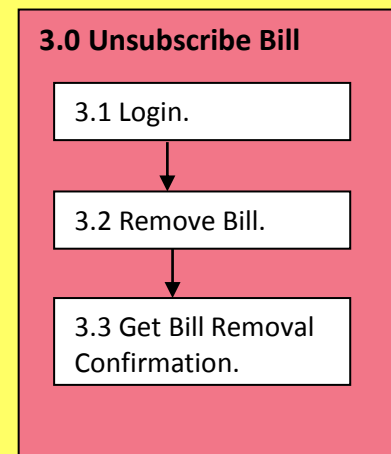 3.0 Unsubscribe Bill
3.1 Login.
3.2 Remove Bill.
3.3 Get Bill Removal
Confirmation.